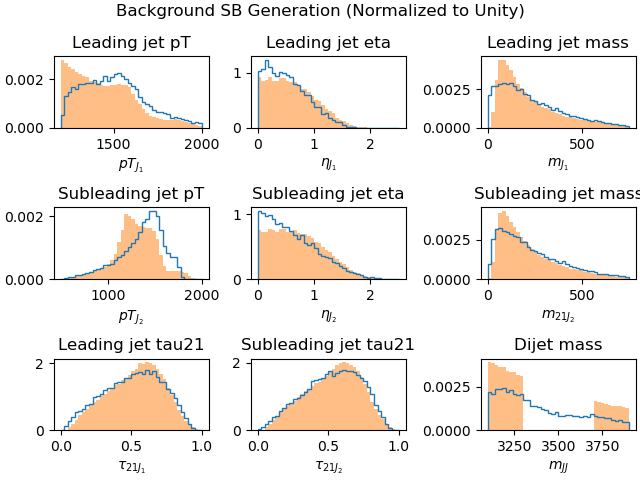 Background SB Generation (Normalized to Unity)
Leading jet pT
Leading jet eta
Leading jet mass
0.002
0.000
1500
2000
pT_{J_1}
1
0
0
2
η_{J_1}
0.0025
0.0000
0
500
m_{J_1}
Subleading jet pT
Subleading jet eta
Subleading jet mass
0.002
0.000
1000
2000
pT_{J_2}
1
0
0
1
2
η_{J_2}
0.0025
0.0000
0
500
m_{21J_2}
Leading jet tau21
Subleading jet tau21
Dijet mass
2
0
0.0
0.5
1.0
τ_{21J_1}
2
0
0.0
0.5
1.0
τ_{21J_2}
0.0025
0.0000
3250
3500
3750
m_{JJ}